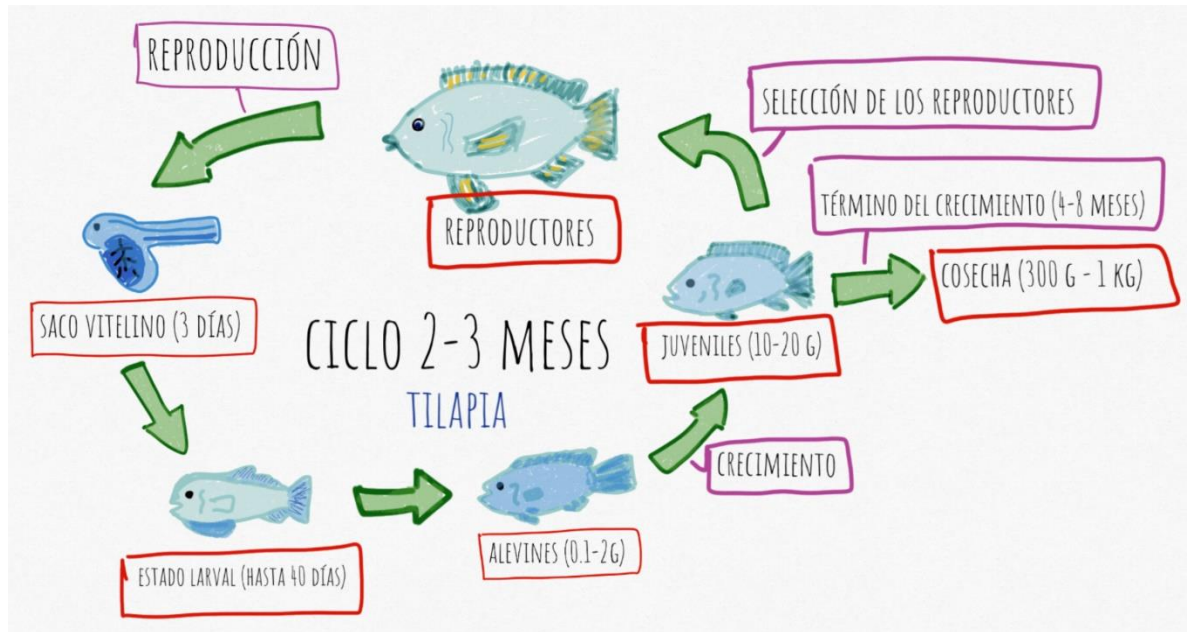 REPRODUCCIÓN
SELECCIÓN DE LOS REPRODUCTORES
TÉRMINO DEL CRECIMIENTO (4-8 MESES)
REPRODUCTORES
COSECHA (300 G - 1 KG)
SACO VITELINO (3 DÍAS)
CICLO 2-3 MESES
JUVENILES (10-20 G)
TILAPIA
CRECIMIENTO
ALEVINES (0.1-2G)
ESTADO LARVAL (HASTA 40 DÍAS)